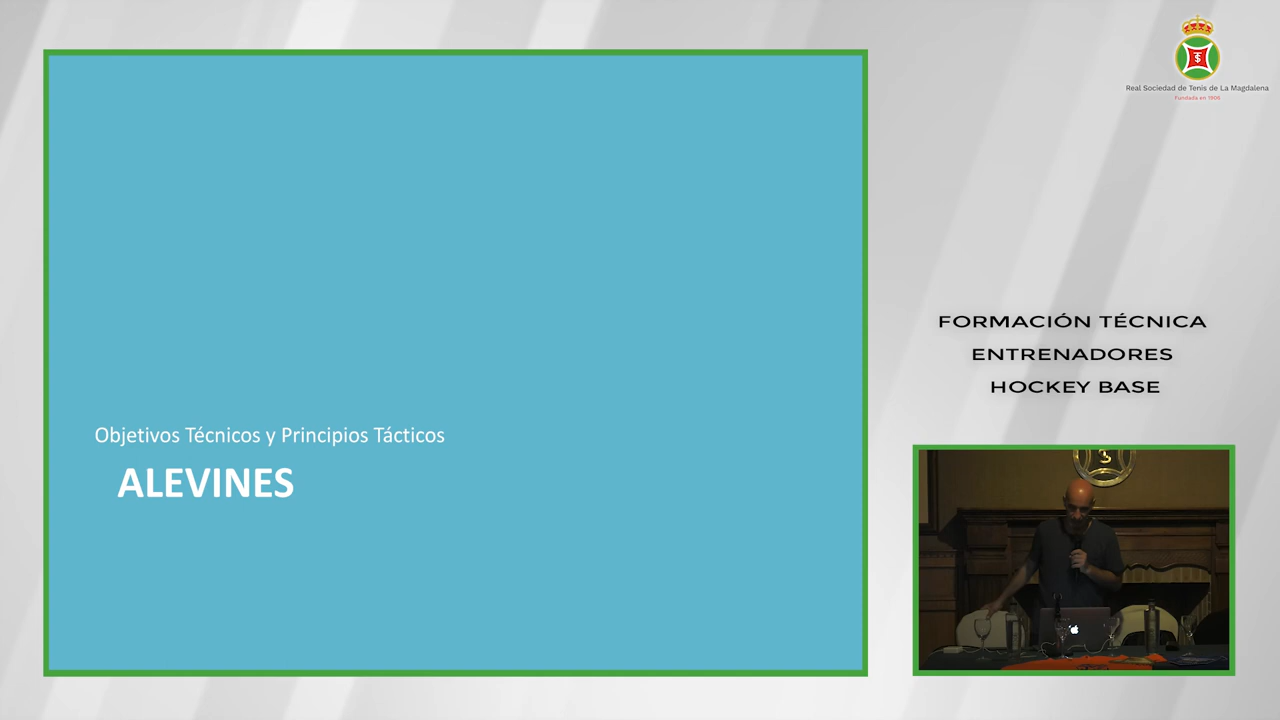 Real Sociedad de Tenis de La Magdalena
Fundada en 1906
Objetivos Técnicos y Principios Tácticos
ALEVINES
FORMACIÓN TÉCNICA
ENTRENADORES
HOCKEY BASE